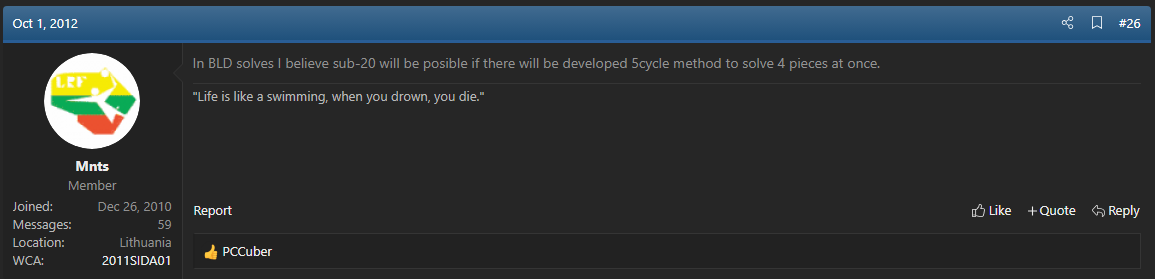 Oct 1, 2012 #26
LRF
In BLD solves I believe sub-20 will be posible if there will be developed 5cycle method to solve 4 pieces at once.
"Life is like a swimming, when you drown, you die."
Mnts
Member
Joined: Dec 26, 2010
Messages: 59
Location: Lithuania
WCA: 2011SIDA01
Report Like +Quote Reply
PCCuber